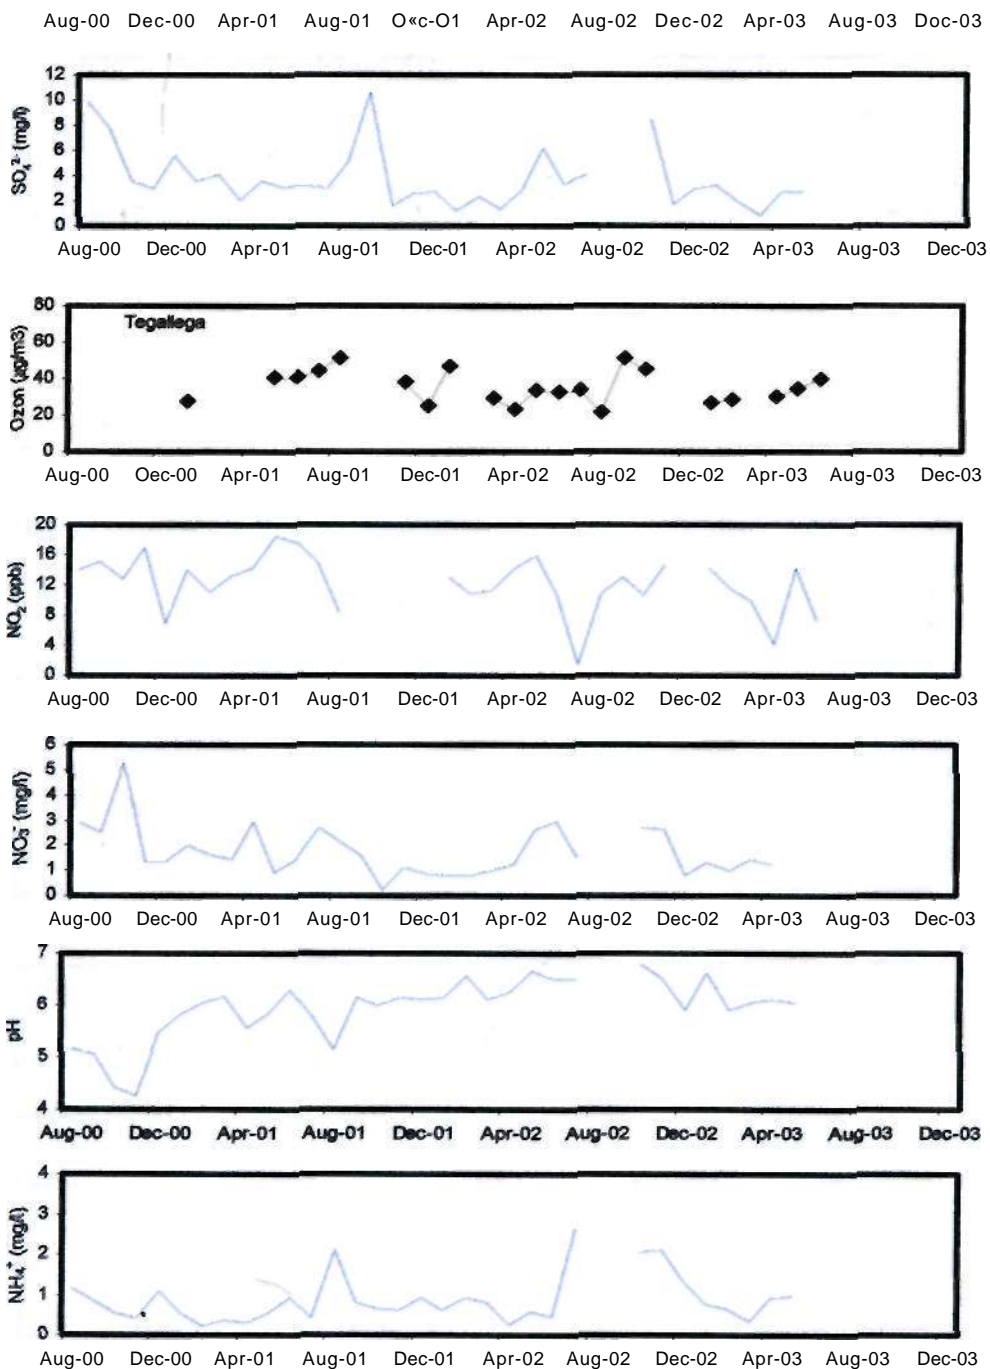 Aug-00 Dec-00 Apr-01 Aug-01 O«c-O1 Apr-02 Aug-02 Dec-02 Apr-03 Aug-03 Doc-03
SO₄²⁻ (mg/l)
12
10
8
6
4
2
0
Aug-00 Dec-00 Apr-01 Aug-01 Dec-01 Apr-02 Aug-02 Dec-02 Apr-03 Aug-03 Dec-03
Ozon (µg/m3)
80
60
40
20
0
Tegallega
Aug-00 Oec-00 Apr-01 Aug-01 Dec-01 Apr-02 Aug-02 Dec-02 Apr-03 Aug-03 Dec-03
NO₂ (ppb)
20
16
12
8
4
0
Aug-00 Dec-00 Apr-01 Aug-01 Dec-01 Apr-02 Aug-02 Dec-02 Apr-03 Aug-03 Dec-03
NO₃⁻ (mg/l)
6
5
4
3
2
1
0
Aug-00 Dec-00 Apr-01 Aug-01 Dec-01 Apr-02 Aug-02 Dec-02 Apr-03 Aug-03 Dec-03
pH
7
6
5
4
Aug-00 Dec-00 Apr-01 Aug-01 Dec-01 Apr-02 Aug-02 Dec-02 Apr-03 Aug-03 Dec-03
NH₄⁺ (mg/l)
4
3
2
1
0
Aug-00 Dec-00 Apr-01 Aug-01 Dec-01 Apr-02 Aug-02 Dec-02 Apr-03 Aug-03 Dec-03